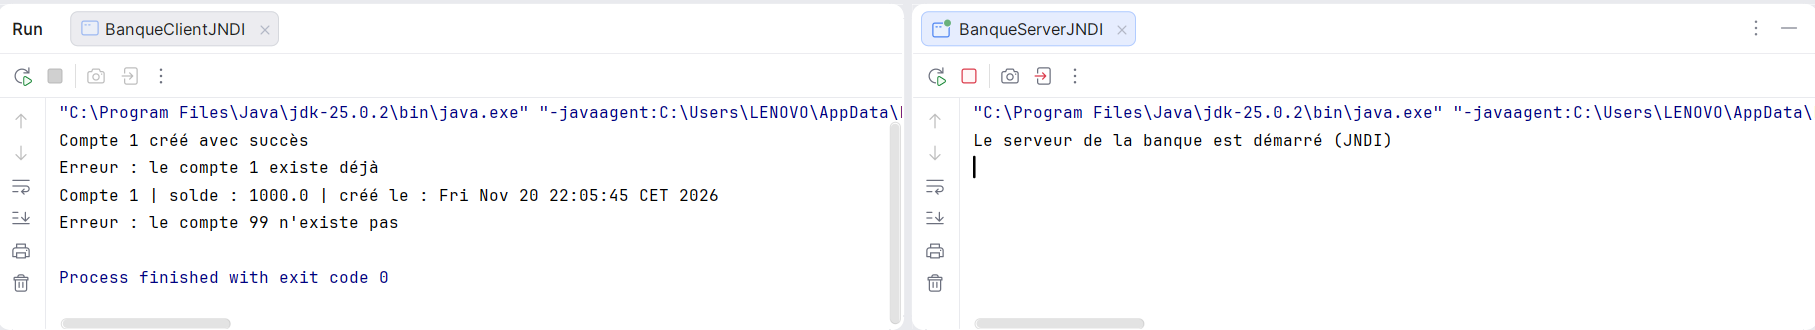 Run
BanqueClientJNDI
"C:\Program Files\Java\jdk-25.0.2\bin\java.exe" "-javaagent:C:\Users\LENOVO\AppData\
Compte 1 créé avec succès
Erreur : le compte 1 existe déjà
Compte 1 | solde : 1000.0 | créé le : Fri Nov 20 22:05:45 CET 2026
Erreur : le compte 99 n'existe pas
Process finished with exit code 0
BanqueServerJNDI
"C:\Program Files\Java\jdk-25.0.2\bin\java.exe" "-javaagent:C:\Users\LENOVO\AppData\
Le serveur de la banque est démarré (JNDI)